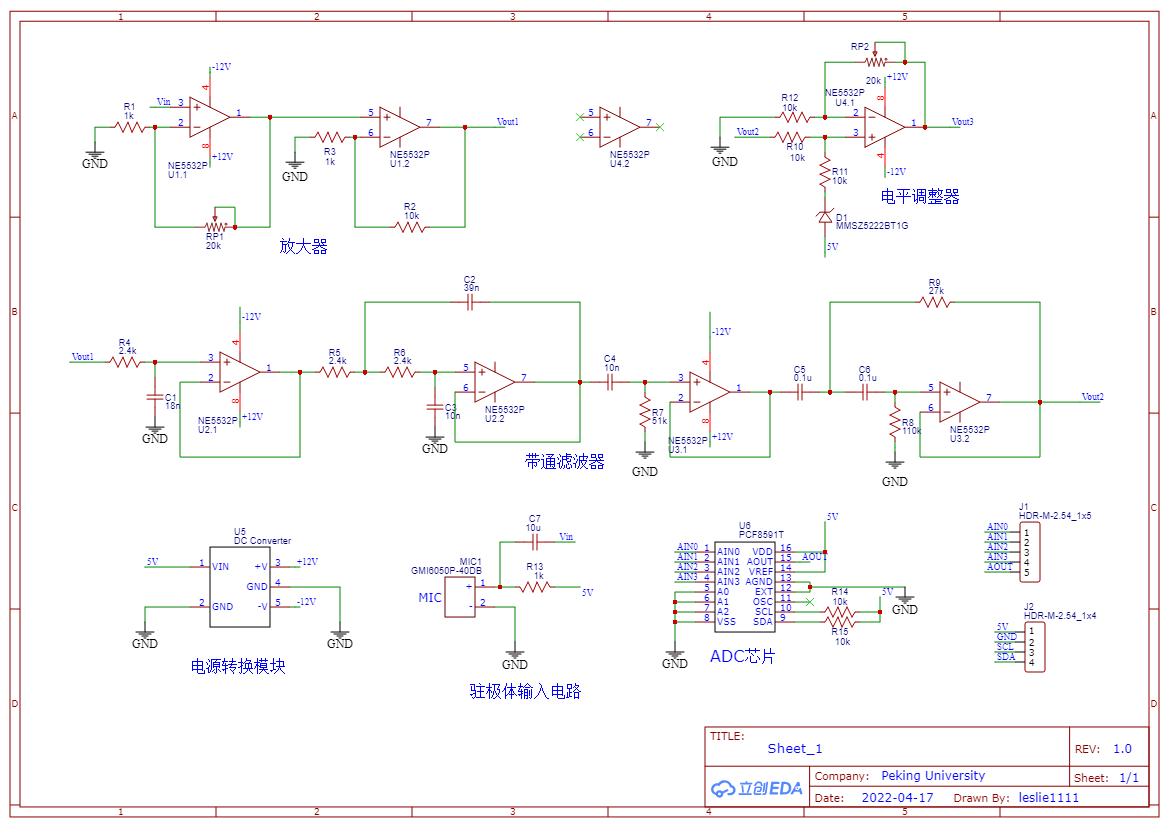 1 2 3 4 5
A A
B B
C C
D D
1 2 3 4 5
R1
1k
Vin
3
2
-12V
4
1
8
+12V
NE5532P
U1.1
GND
RP1
20k
GND
R3
1k
5
6
7
NE5532P
U1.2
Vout1
R2
10k
放大器
5
6
7
NE5532P
U4.2
RP2
20k
+12V
NE5532P
U4.1
8
R12
10k
2
3
1
Vout3
Vout2
R10
10k
4
-12V
GND
R11
10k
D1
MMSZ5222BT1G
5V
电平调整器
Vout1
R4
2.4k
C1
18n
GND
-12V
4
3
2
1
8
+12V
NE5532P
U2.1
R5
2.4k
R6
2.4k
C2
39n
C3
10n
GND
5
6
7
NE5532P
U2.2
带通滤波器
C4
10n
R7
51k
GND
-12V
4
3
2
1
8
+12V
NE5532P
U3.1
C5
0.1u
C6
0.1u
R9
27k
R8
110k
GND
5
6
7
NE5532P
U3.2
Vout2
U5
DC Converter
5V
1
VIN
2
GND
+V
3
+12V
GND
4
-V
5
-12V
GND
GND
电源转换模块
C7
10u
Vin
MIC1
GMI6050P-40DB
MIC
+
1
-
2
R13
1k
5V
GND
驻极体输入电路
U6
PCF8591T
AIN0 1 AIN0 VDD 16
AIN1 2 AIN1 AOUT 15 AOUT
AIN2 3 AIN2 VREF 14
AIN3 4 AIN3 AGND 13
5 A0 EXT 12
6 A1 OSC 11
7 A2 SCL 10
8 VSS SDA 9
5V
5V
R14
10k
R15
10k
GND
GND
ADC芯片
J1
HDR-M-2.54_1x5
AIN0 1
AIN1 2
AIN2 3
AIN3 4
AOUT 5
J2
HDR-M-2.54_1x4
5V 1
GND 2
SCL 3
SDA 4
TITLE:
Sheet_1
REV: 1.0
立创EDA
Company: Peking University
Sheet: 1/1
Date: 2022-04-17 Drawn By: leslie1111